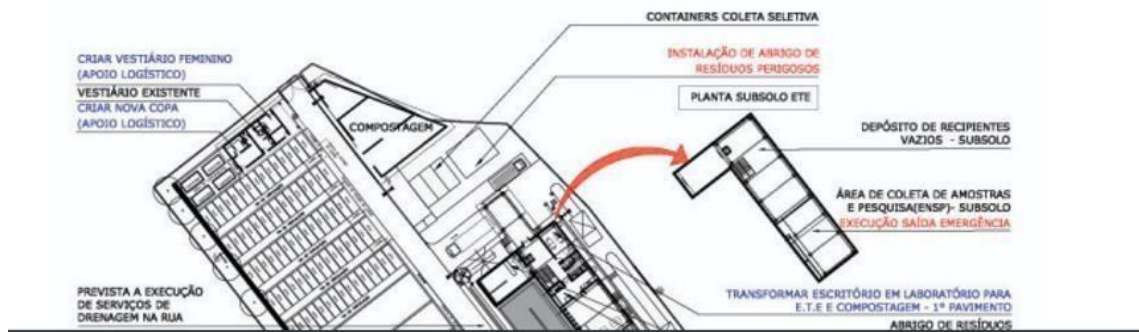 CONTAINERS COLETA SELETIVA
CRIAR VESTIÁRIO FEMININO
(APOIO LOGÍSTICO)
VESTIÁRIO EXISTENTE
CRIAR NOVA COPA
(APOIO LOGÍSTICO)
INSTALAÇÃO DE ABRIGO DE
RESÍDUOS PERIGOSOS
PLANTA SUBSOLO ETE
COMPOSTAGEM
DEPÓSITO DE RECIPIENTES
VAZIOS - SUBSOLO
ÁREA DE COLETA DE AMOSTRAS
E PESQUISA(ENSP)- SUBSOLO
EXECUÇÃO SAÍDA EMERGÊNCIA
PREVISTA A EXECUÇÃO
DE SERVIÇOS DE
DRENAGEM NA RUA
TRANSFORMAR ESCRITÓRIO EM LABORATÓRIO PARA
E.T.E E COMPOSTAGEM - 1º PAVIMENTO
ABRIGO DE RESÍDUOS